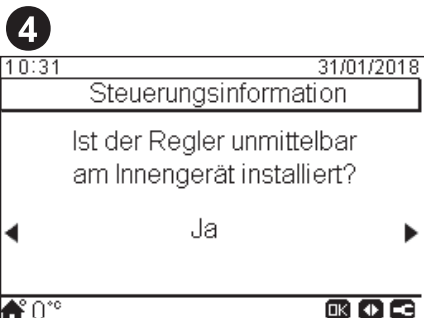 4
10:31 31/01/2018
Steuerungsinformation
Ist der Regler unmittelbar
am Innengerät installiert?
Ja
0°c OK